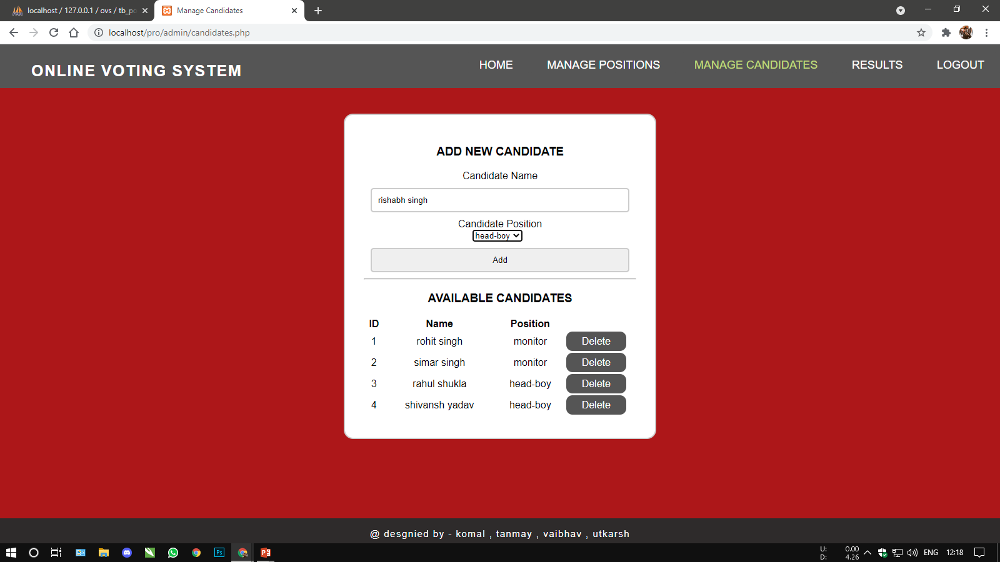 localhost / 127.0.0.1 / ovs / tb_po
Manage Candidates
localhost/pro/admin/candidates.php
ONLINE VOTING SYSTEM
HOME MANAGE POSITIONS MANAGE CANDIDATES RESULTS LOGOUT
ADD NEW CANDIDATE
Candidate Name
rishabh singh
Candidate Position
head-boy
Add
AVAILABLE CANDIDATES
ID Name Position
1 rohit singh monitor Delete
2 simar singh monitor Delete
3 rahul shukla head-boy Delete
4 shivansh yadav head-boy Delete
@ desgnied by - komal , tanmay , vaibhav , utkarsh
Ps
U: 0.00
D: 4.26
ENG 12:18